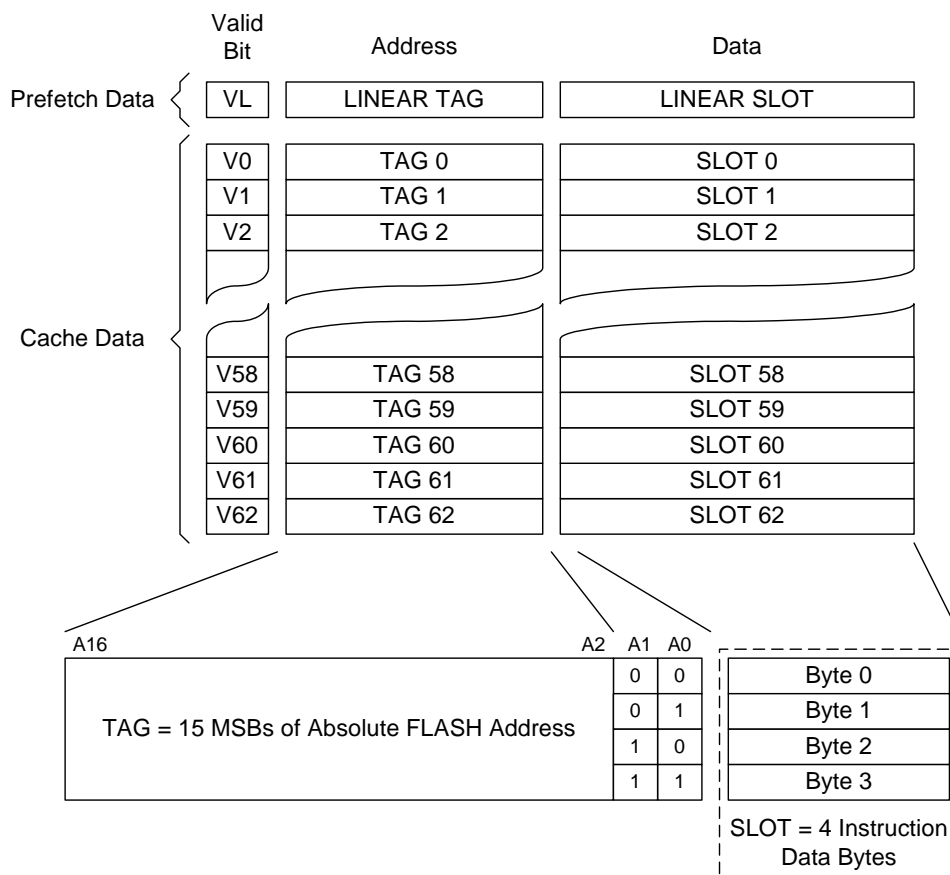 Valid
Bit
Address
Data
Prefetch Data
VL
LINEAR TAG
LINEAR SLOT
V0
TAG 0
SLOT 0
V1
TAG 1
SLOT 1
V2
TAG 2
SLOT 2
Cache Data
V58
TAG 58
SLOT 58
V59
TAG 59
SLOT 59
V60
TAG 60
SLOT 60
V61
TAG 61
SLOT 61
V62
TAG 62
SLOT 62
A16
A2
A1
A0
TAG = 15 MSBs of Absolute FLASH Address
0 0
Byte 0
0 1
Byte 1
1 0
Byte 2
1 1
Byte 3
SLOT = 4 Instruction
Data Bytes